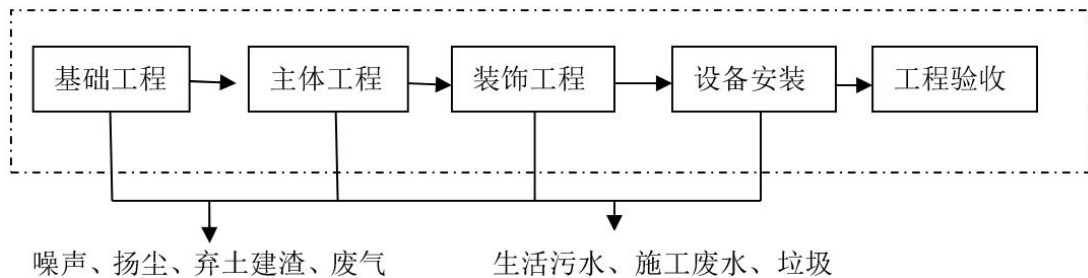 基础工程
主体工程
装饰工程
设备安装
工程验收
噪声、扬尘、弃土建渣、废气
生活污水、施工废水、垃圾